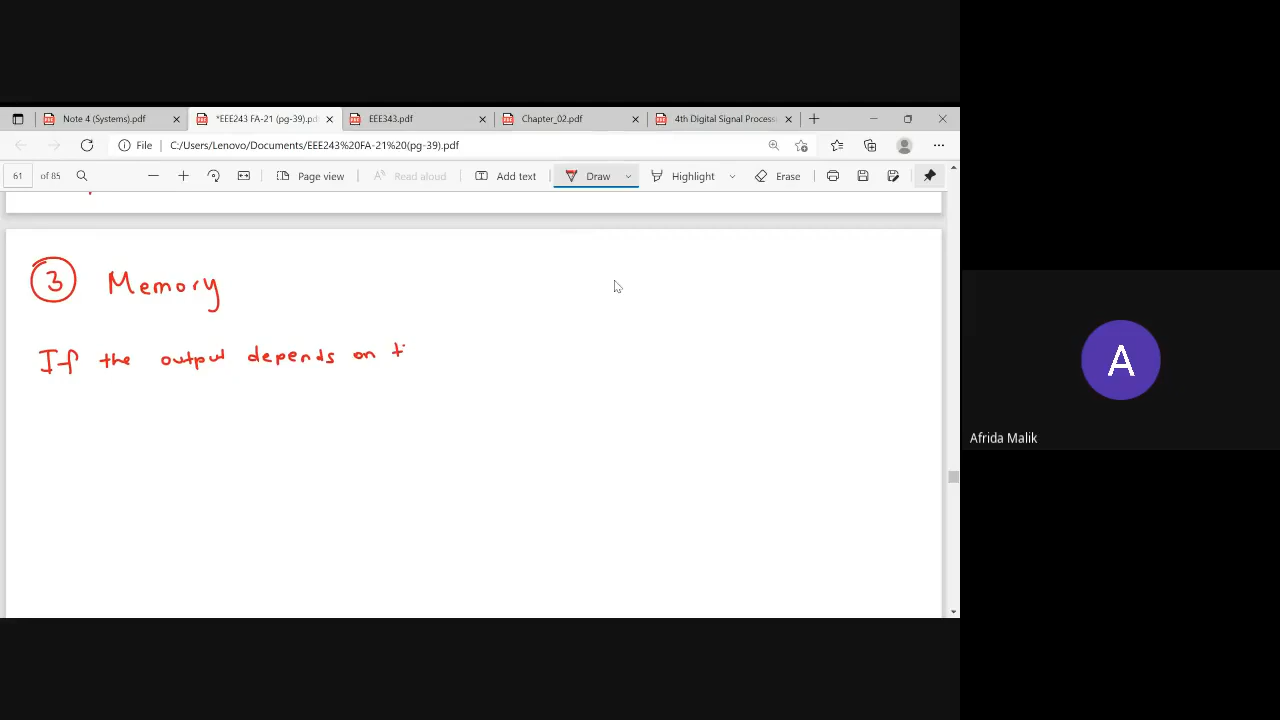 Note 4 (Systems).pdf
*EEE243 FA-21 (pg-39).pd
EEE343.pdf
Chapter_02.pdf
4th Digital Signal Process
File C:/Users/Lenovo/Documents/EEE243%20FA-21%20(pg-39).pdf
61 of 85 Page view Read aloud Add text Draw Highlight Erase
3 Memory
If the output depends on t
A
Afrida Malik